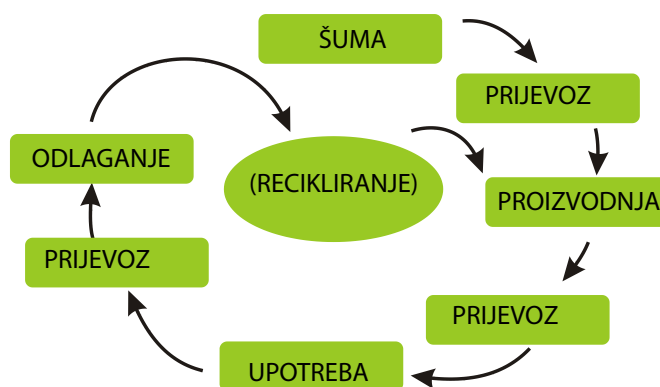 ŠUMA
PRIJEVOZ
PROIZVODNJA
PRIJEVOZ
UPOTREBA
PRIJEVOZ
ODLAGANJE
(RECIKLIRANJE)